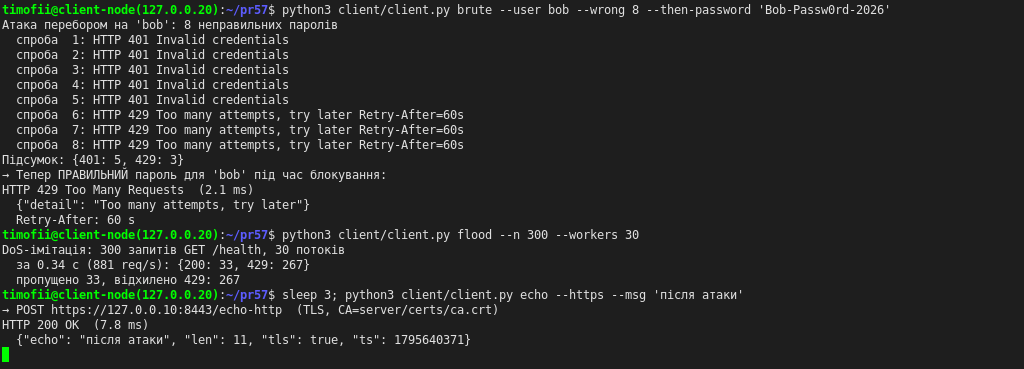 timofii@client-node(127.0.0.20):~/pr57$ python3 client/client.py brute --user bob --wrong 8 --then-password 'Bob-Passw0rd-2026'
Атака перебором на 'bob': 8 неправильних паролів
  спроба  1: HTTP 401 Invalid credentials
  спроба  2: HTTP 401 Invalid credentials
  спроба  3: HTTP 401 Invalid credentials
  спроба  4: HTTP 401 Invalid credentials
  спроба  5: HTTP 401 Invalid credentials
  спроба  6: HTTP 429 Too many attempts, try later Retry-After=60s
  спроба  7: HTTP 429 Too many attempts, try later Retry-After=60s
  спроба  8: HTTP 429 Too many attempts, try later Retry-After=60s
Підсумок: {401: 5, 429: 3}
→ Тепер ПРАВИЛЬНИЙ пароль для 'bob' під час блокування:
HTTP 429 Too Many Requests  (2.1 ms)
  {"detail": "Too many attempts, try later"}
  Retry-After: 60 s
timofii@client-node(127.0.0.20):~/pr57$ python3 client/client.py flood --n 300 --workers 30
DoS-імітація: 300 запитів GET /health, 30 потоків
  за 0.34 с (881 req/s): {200: 33, 429: 267}
  пропущено 33, відхилено 429: 267
timofii@client-node(127.0.0.20):~/pr57$ sleep 3; python3 client/client.py echo --https --msg 'після атаки'
→ POST https://127.0.0.10:8443/echo-http  (TLS, CA=server/certs/ca.crt)
HTTP 200 OK  (7.8 ms)
  {"echo": "після атаки", "len": 11, "tls": true, "ts": 1795640371}